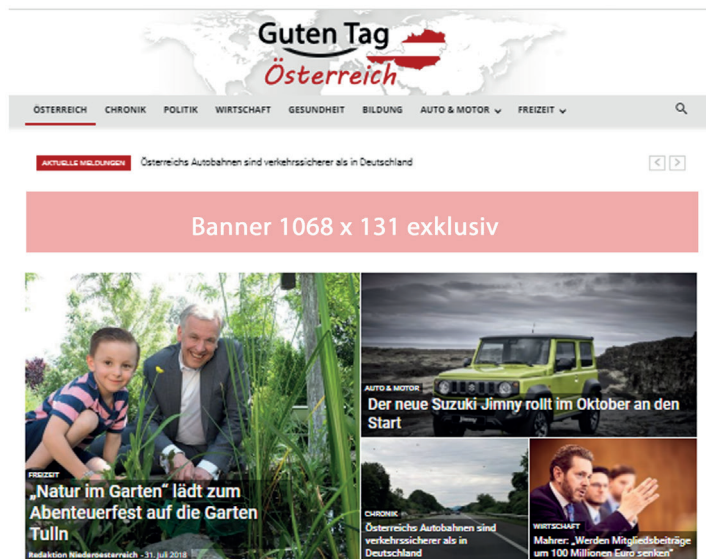 Guten Tag
Österreich
ÖSTERREICH CHRONIK POLITIK WIRTSCHAFT GESUNDHEIT BILDUNG AUTO & MOTOR FREIZEIT
AKTUELLE MELDUNGEN Österreichs Autobahnen sind verkehrssicherer als in Deutschland
Banner 1068 x 131 exklusiv
FREIZEIT
„Natur im Garten“ lädt zum
Abenteuerfest auf die Garten
Tulln
Redaktion Niederoesterreich - 31. Juli 2018
AUTO & MOTOR
Der neue Suzuki Jimny rollt im Oktober an den
Start
CHRONIK
Österreichs Autobahnen sind
verkehrssicherer als in
Deutschland
WIRTSCHAFT
Mahrer: „Werden Mitgliedsbeiträge
um 100 Millionen Euro senken“